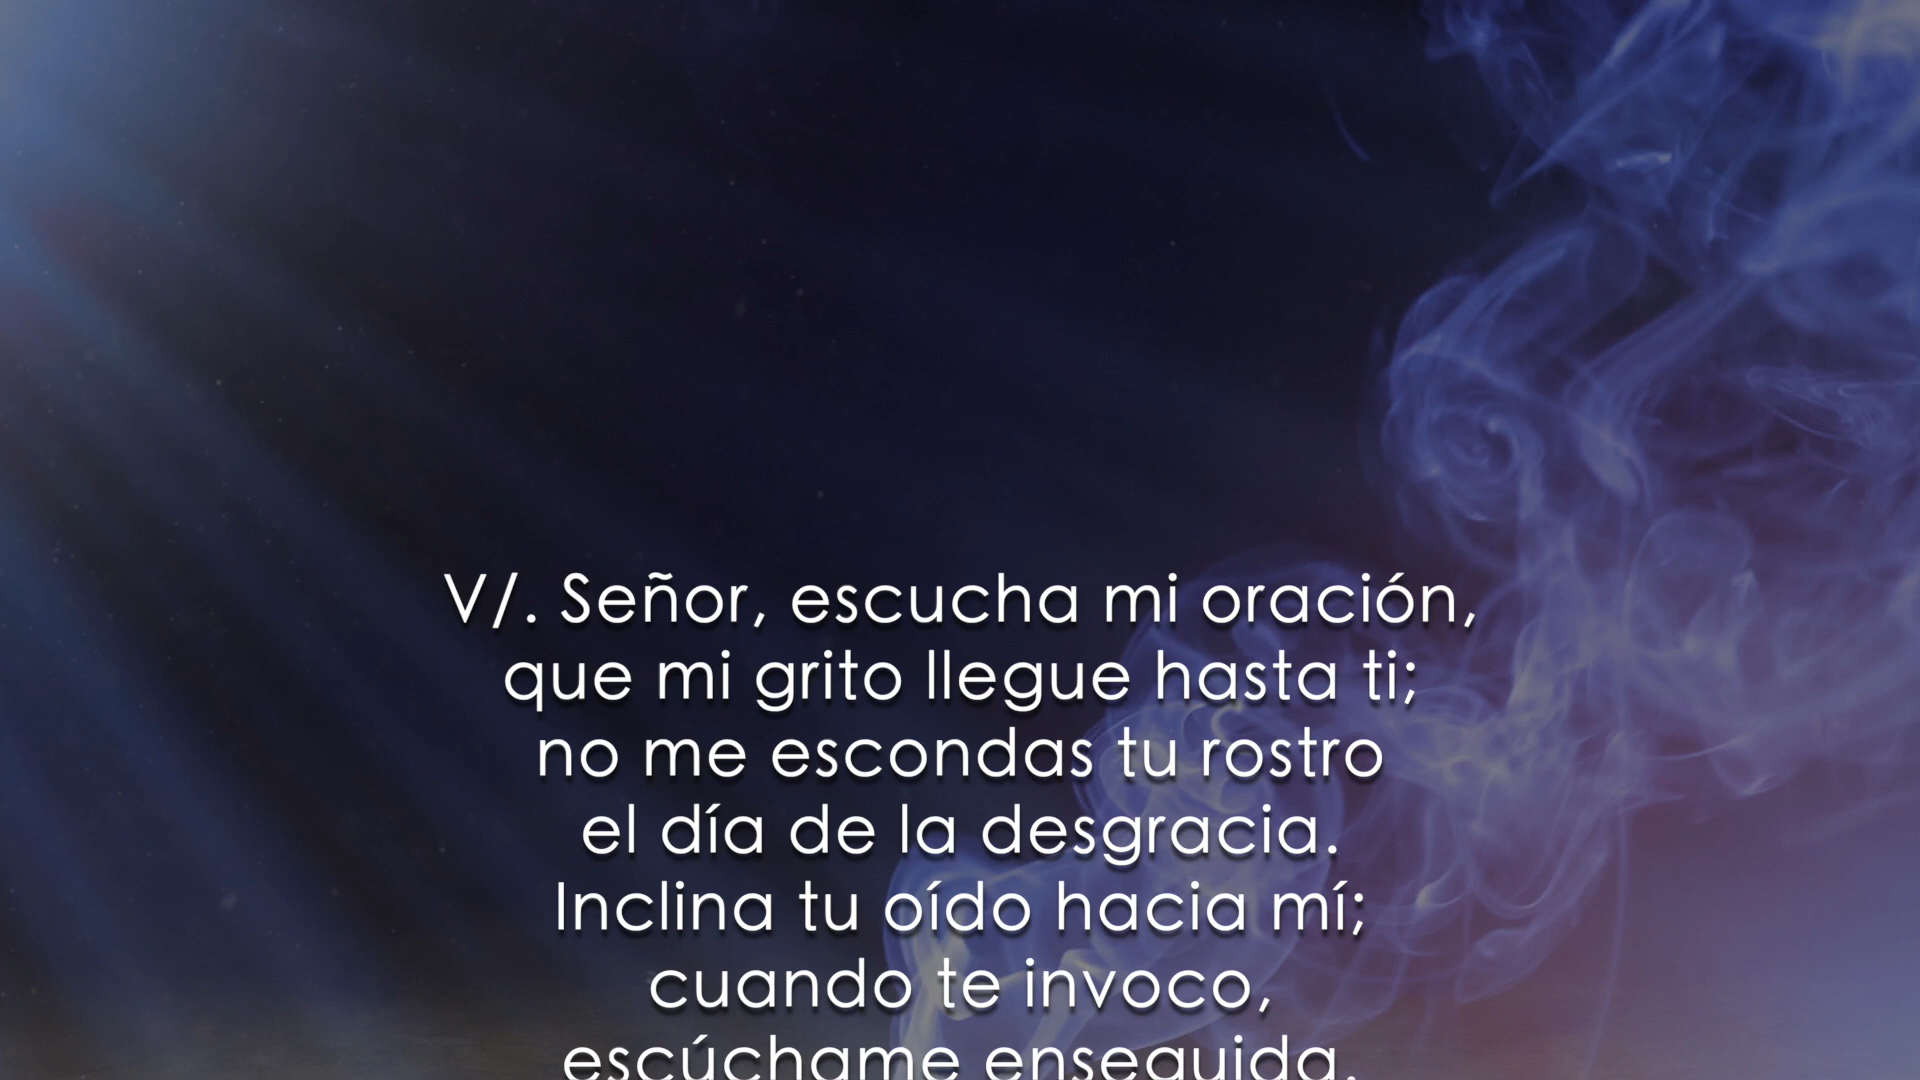 V/. Señor, escucha mi oración,
que mi grito llegue hasta ti;
no me escondas tu rostro
el día de la desgracia.
Inclina tu oído hacia mí;
cuando te invoco,
escúchame enseguida.